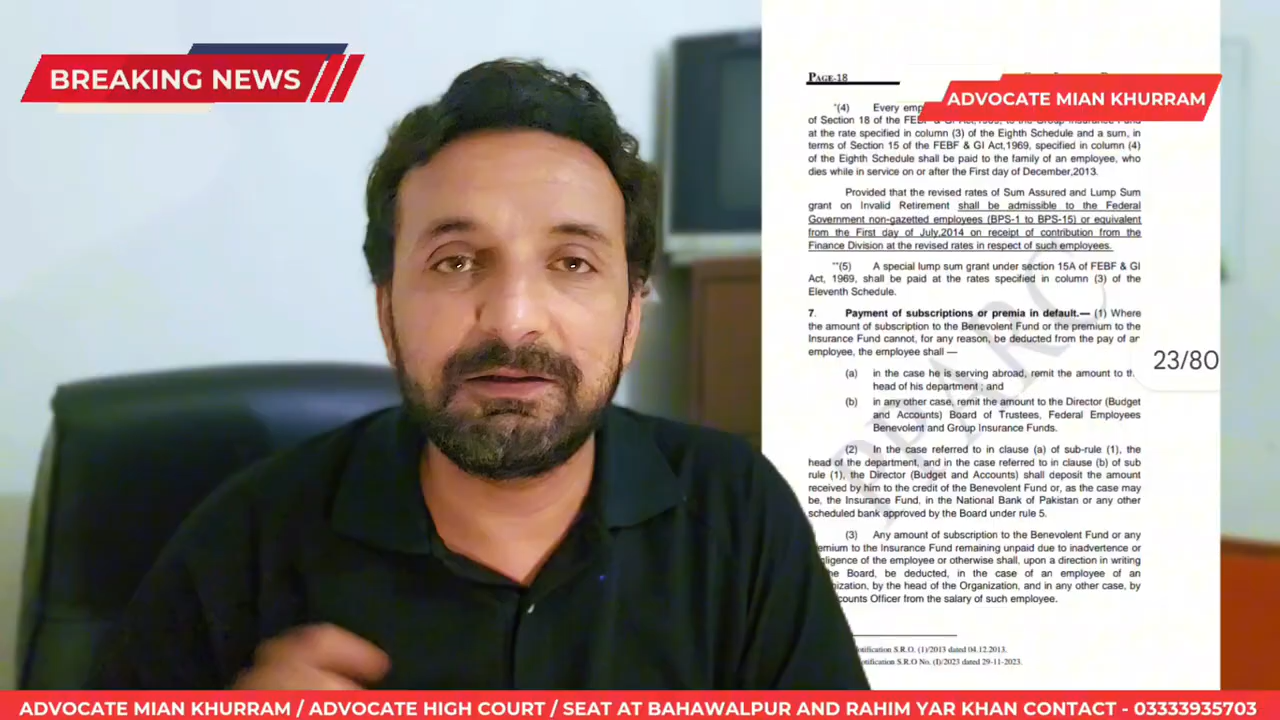 BREAKING NEWS
ADVOCATE MIAN KHURRAM
PAGE-18
*(4) Every emp
of Section 18 of the
at the rate specified in column (3) of the Eighth Schedule and a sum, in
terms of Section 15 of the FEBF & GI Act,1969, specified in column (4)
of the Eighth Schedule shall be paid to the family of an employee, who
dies while in service on or after the First day of December,2013.
Provided that the revised rates of Sum Assured and Lump Sum
grant on Invalid Retirement shall be admissible to the Federal
Government non-gazetted employees (BPS-1 to BPS-15) or equivalent
from the First day of July,2014 on receipt of contribution from the
Finance Division at the revised rates in respect of such employees.
**(5) A special lump sum grant under section 15A of FEBF & GI
Act, 1969, shall be paid at the rates specified in column (3) of the
Eleventh Schedule.
7. Payment of subscriptions or premia in default.— (1) Where
the amount of subscription to the Benevolent Fund or the premium to the
Insurance Fund cannot, for any reason, be deducted from the pay of an
employee, the employee shall —
23/80
(a) in the case he is serving abroad, remit the amount to th
head of his department ; and
(b) in any other case, remit the amount to the Director (Budget
and Accounts) Board of Trustees, Federal Employees
Benevolent and Group Insurance Funds.
(2) In the case referred to in clause (a) of sub-rule (1), the
head of the department, and in the case referred to in clause (b) of sub
rule (1), the Director (Budget and Accounts) shall deposit the amount
received by him to the credit of the Benevolent Fund or, as the case may
be, the Insurance Fund, in the National Bank of Pakistan or any other
scheduled bank approved by the Board under rule 5.
(3) Any amount of subscription to the Benevolent Fund or any
emium to the Insurance Fund remaining unpaid due to inadvertence or
gligence of the employee or otherwise shall, upon a direction in writing
he Board, be deducted, in the case of an employee of an
nization, by the head of the Organization, and in any other case, by
counts Officer from the salary of such employee.
otification S.R.O. (1)/2013 dated 04.12.2013.
otification S.R.O No. (I)/2023 dated 29-11-2023.
ADVOCATE MIAN KHURRAM / ADVOCATE HIGH COURT / SEAT AT BAHAWALPUR AND RAHIM YAR KHAN CONTACT - 03333935703